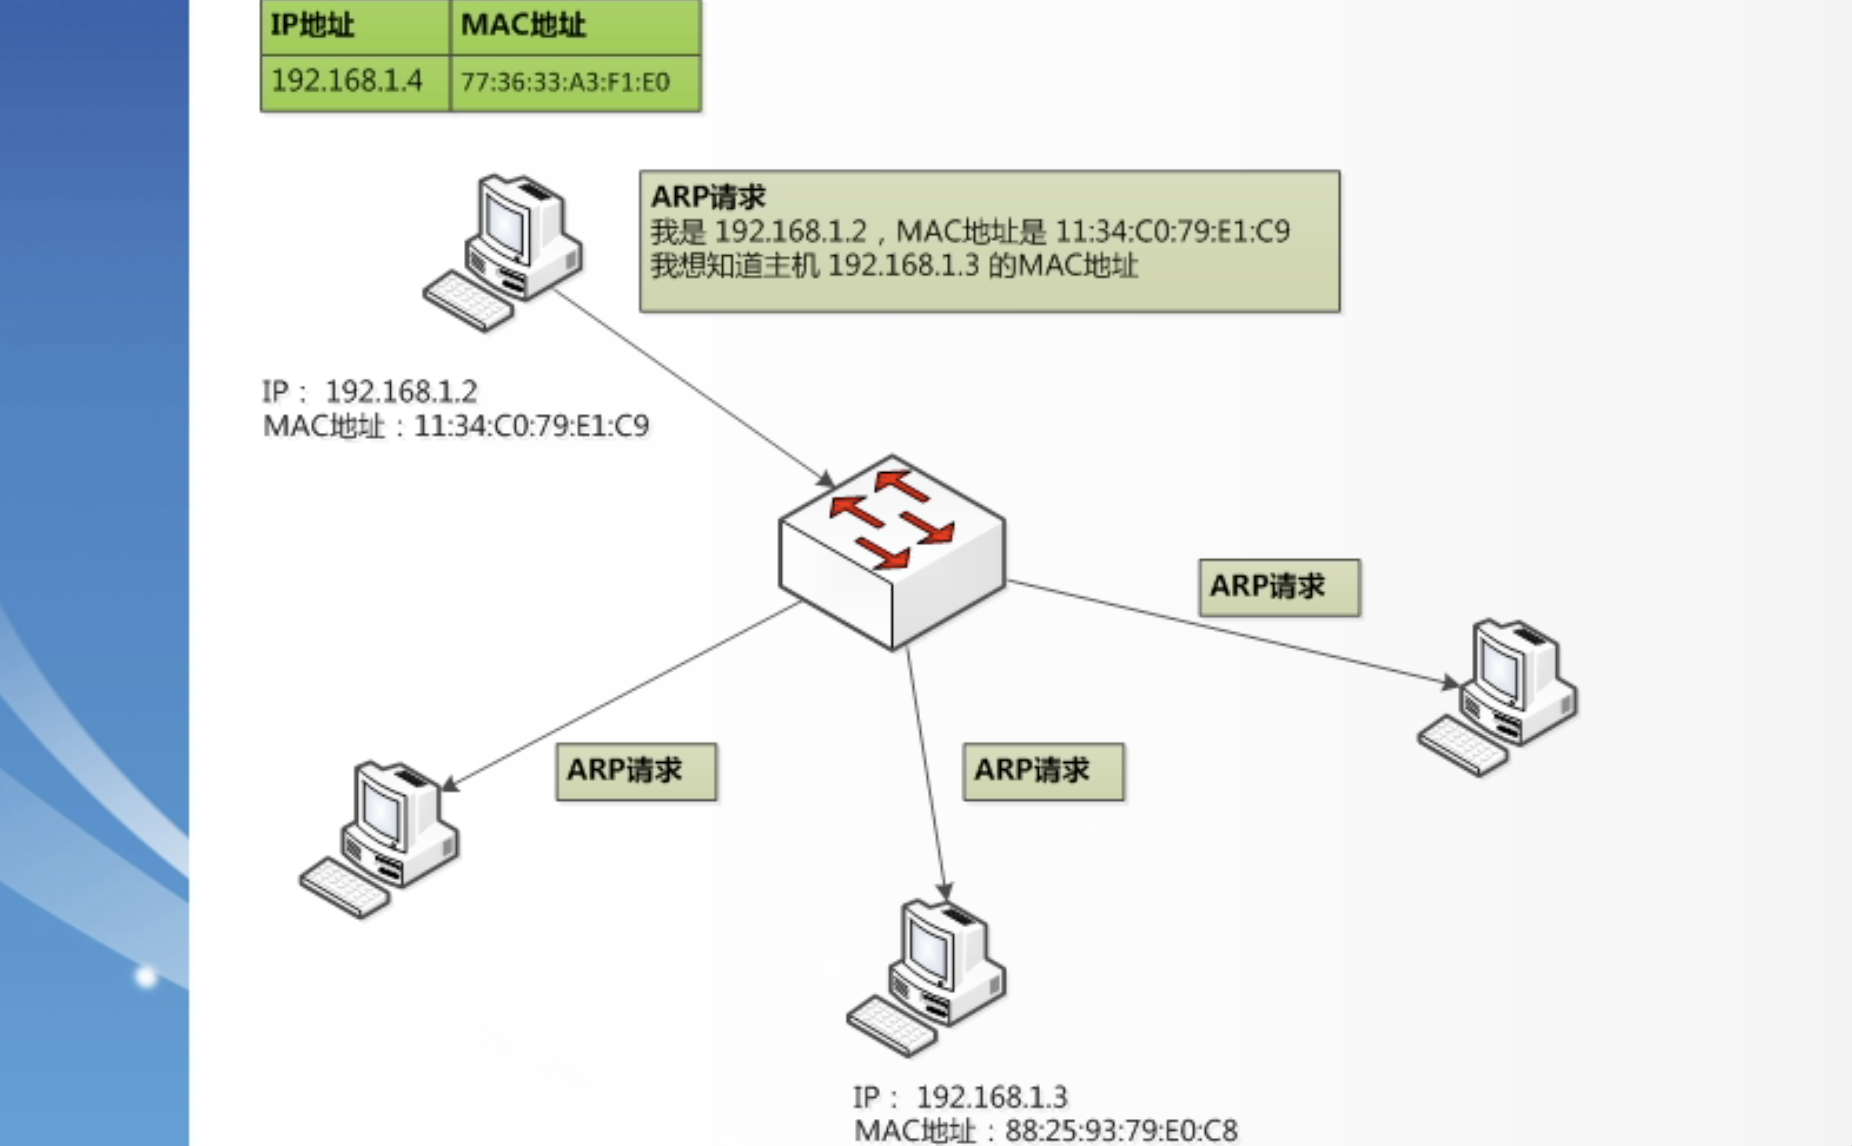 IP地址 MAC地址
192.168.1.4 77:36:33:A3:F1:E0
ARP请求
我是 192.168.1.2，MAC地址是 11:34:C0:79:E1:C9
我想知道主机 192.168.1.3 的MAC地址
IP： 192.168.1.2
MAC地址：11:34:C0:79:E1:C9
ARP请求
ARP请求
ARP请求
IP： 192.168.1.3
MAC地址：88:25:93:79:E0:C8